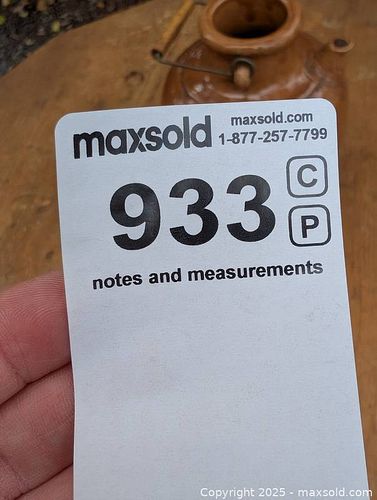 maxsold
maxsold.com
1-877-257-7799
933
C
P
notes and measurements
Copyright 2025 - maxsold.com